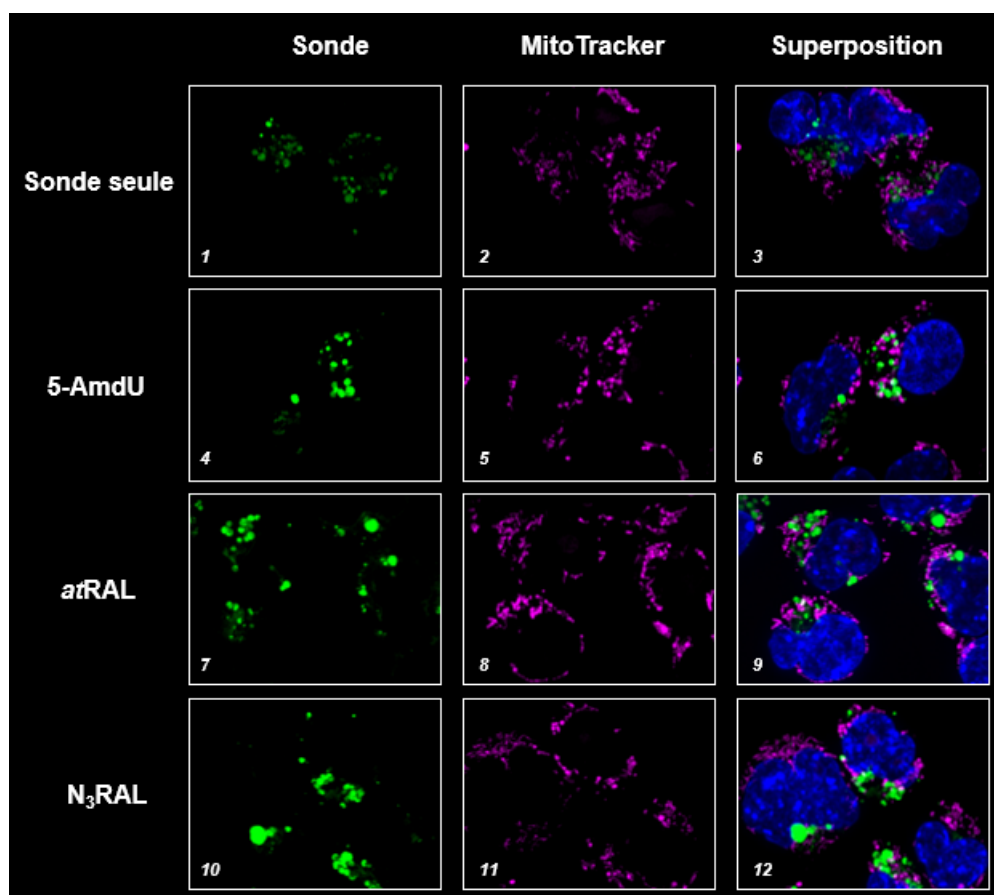 Sonde MitoTracker Superposition
Sonde seule
1 2 3
5-AmdU
4 5 6
atRAL
7 8 9
N₃RAL
10 11 12